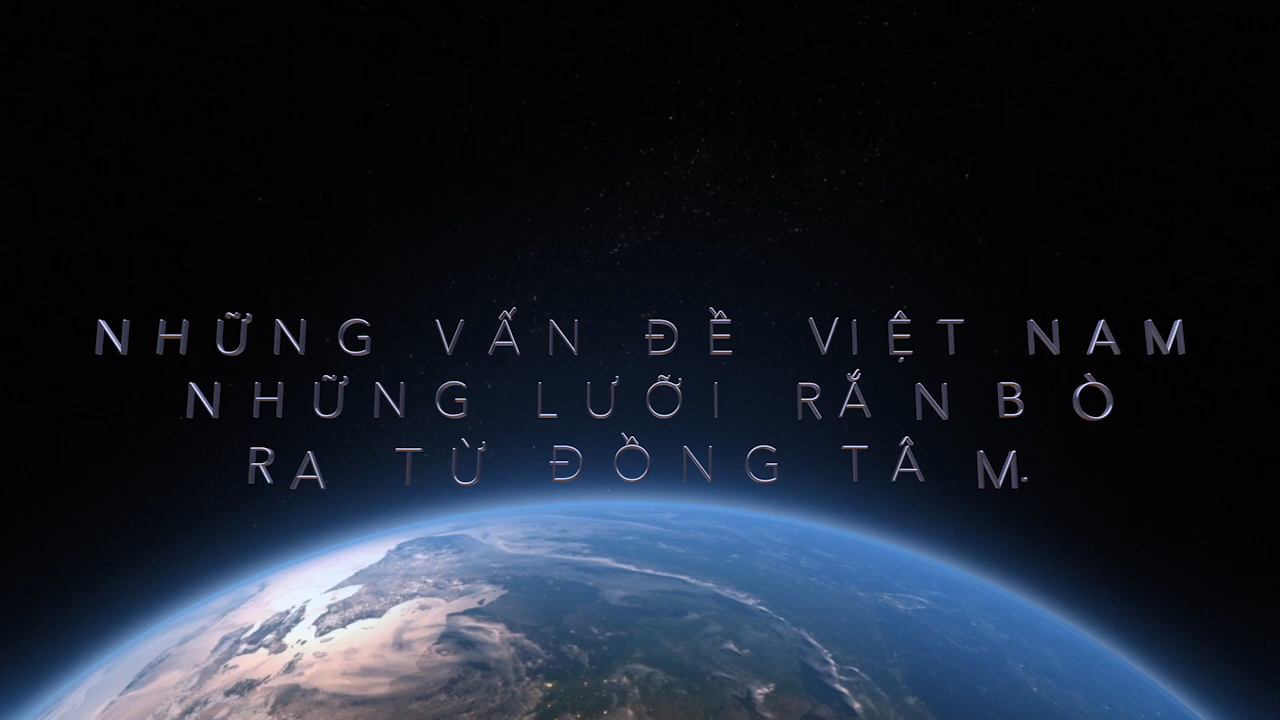 NHỮNG VẤN ĐỀ VIỆT NAM
NHỮNG LƯỠI RẮN BÒ
RA TỪ ĐỒNG TÂM.